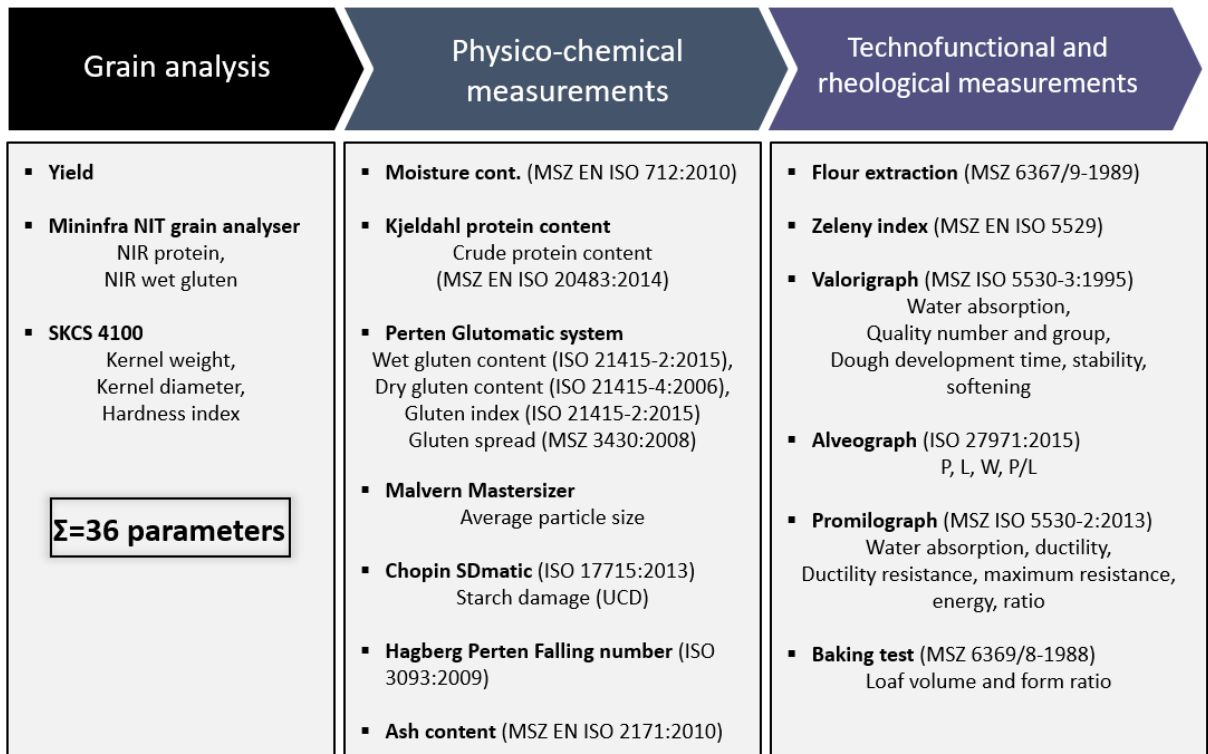 Grain analysis
Physico-chemical
measurements
Technofunctional and
rheological measurements
▪ Yield
▪ Mininfra NIT grain analyser
NIR protein,
NIR wet gluten
▪ SKCS 4100
Kernel weight,
Kernel diameter,
Hardness index
Σ=36 parameters
▪ Moisture cont. (MSZ EN ISO 712:2010)
▪ Kjeldahl protein content
Crude protein content
(MSZ EN ISO 20483:2014)
▪ Perten Glutomatic system
Wet gluten content (ISO 21415-2:2015),
Dry gluten content (ISO 21415-4:2006),
Gluten index (ISO 21415-2:2015)
Gluten spread (MSZ 3430:2008)
▪ Malvern Mastersizer
Average particle size
▪ Chopin SDmatic (ISO 17715:2013)
Starch damage (UCD)
▪ Hagberg Perten Falling number (ISO
3093:2009)
▪ Ash content (MSZ EN ISO 2171:2010)
▪ Flour extraction (MSZ 6367/9-1989)
▪ Zeleny index (MSZ EN ISO 5529)
▪ Valorigraph (MSZ ISO 5530-3:1995)
Water absorption,
Quality number and group,
Dough development time, stability,
softening
▪ Alveograph (ISO 27971:2015)
P, L, W, P/L
▪ Promilograph (MSZ ISO 5530-2:2013)
Water absorption, ductility,
Ductility resistance, maximum resistance,
energy, ratio
▪ Baking test (MSZ 6369/8-1988)
Loaf volume and form ratio